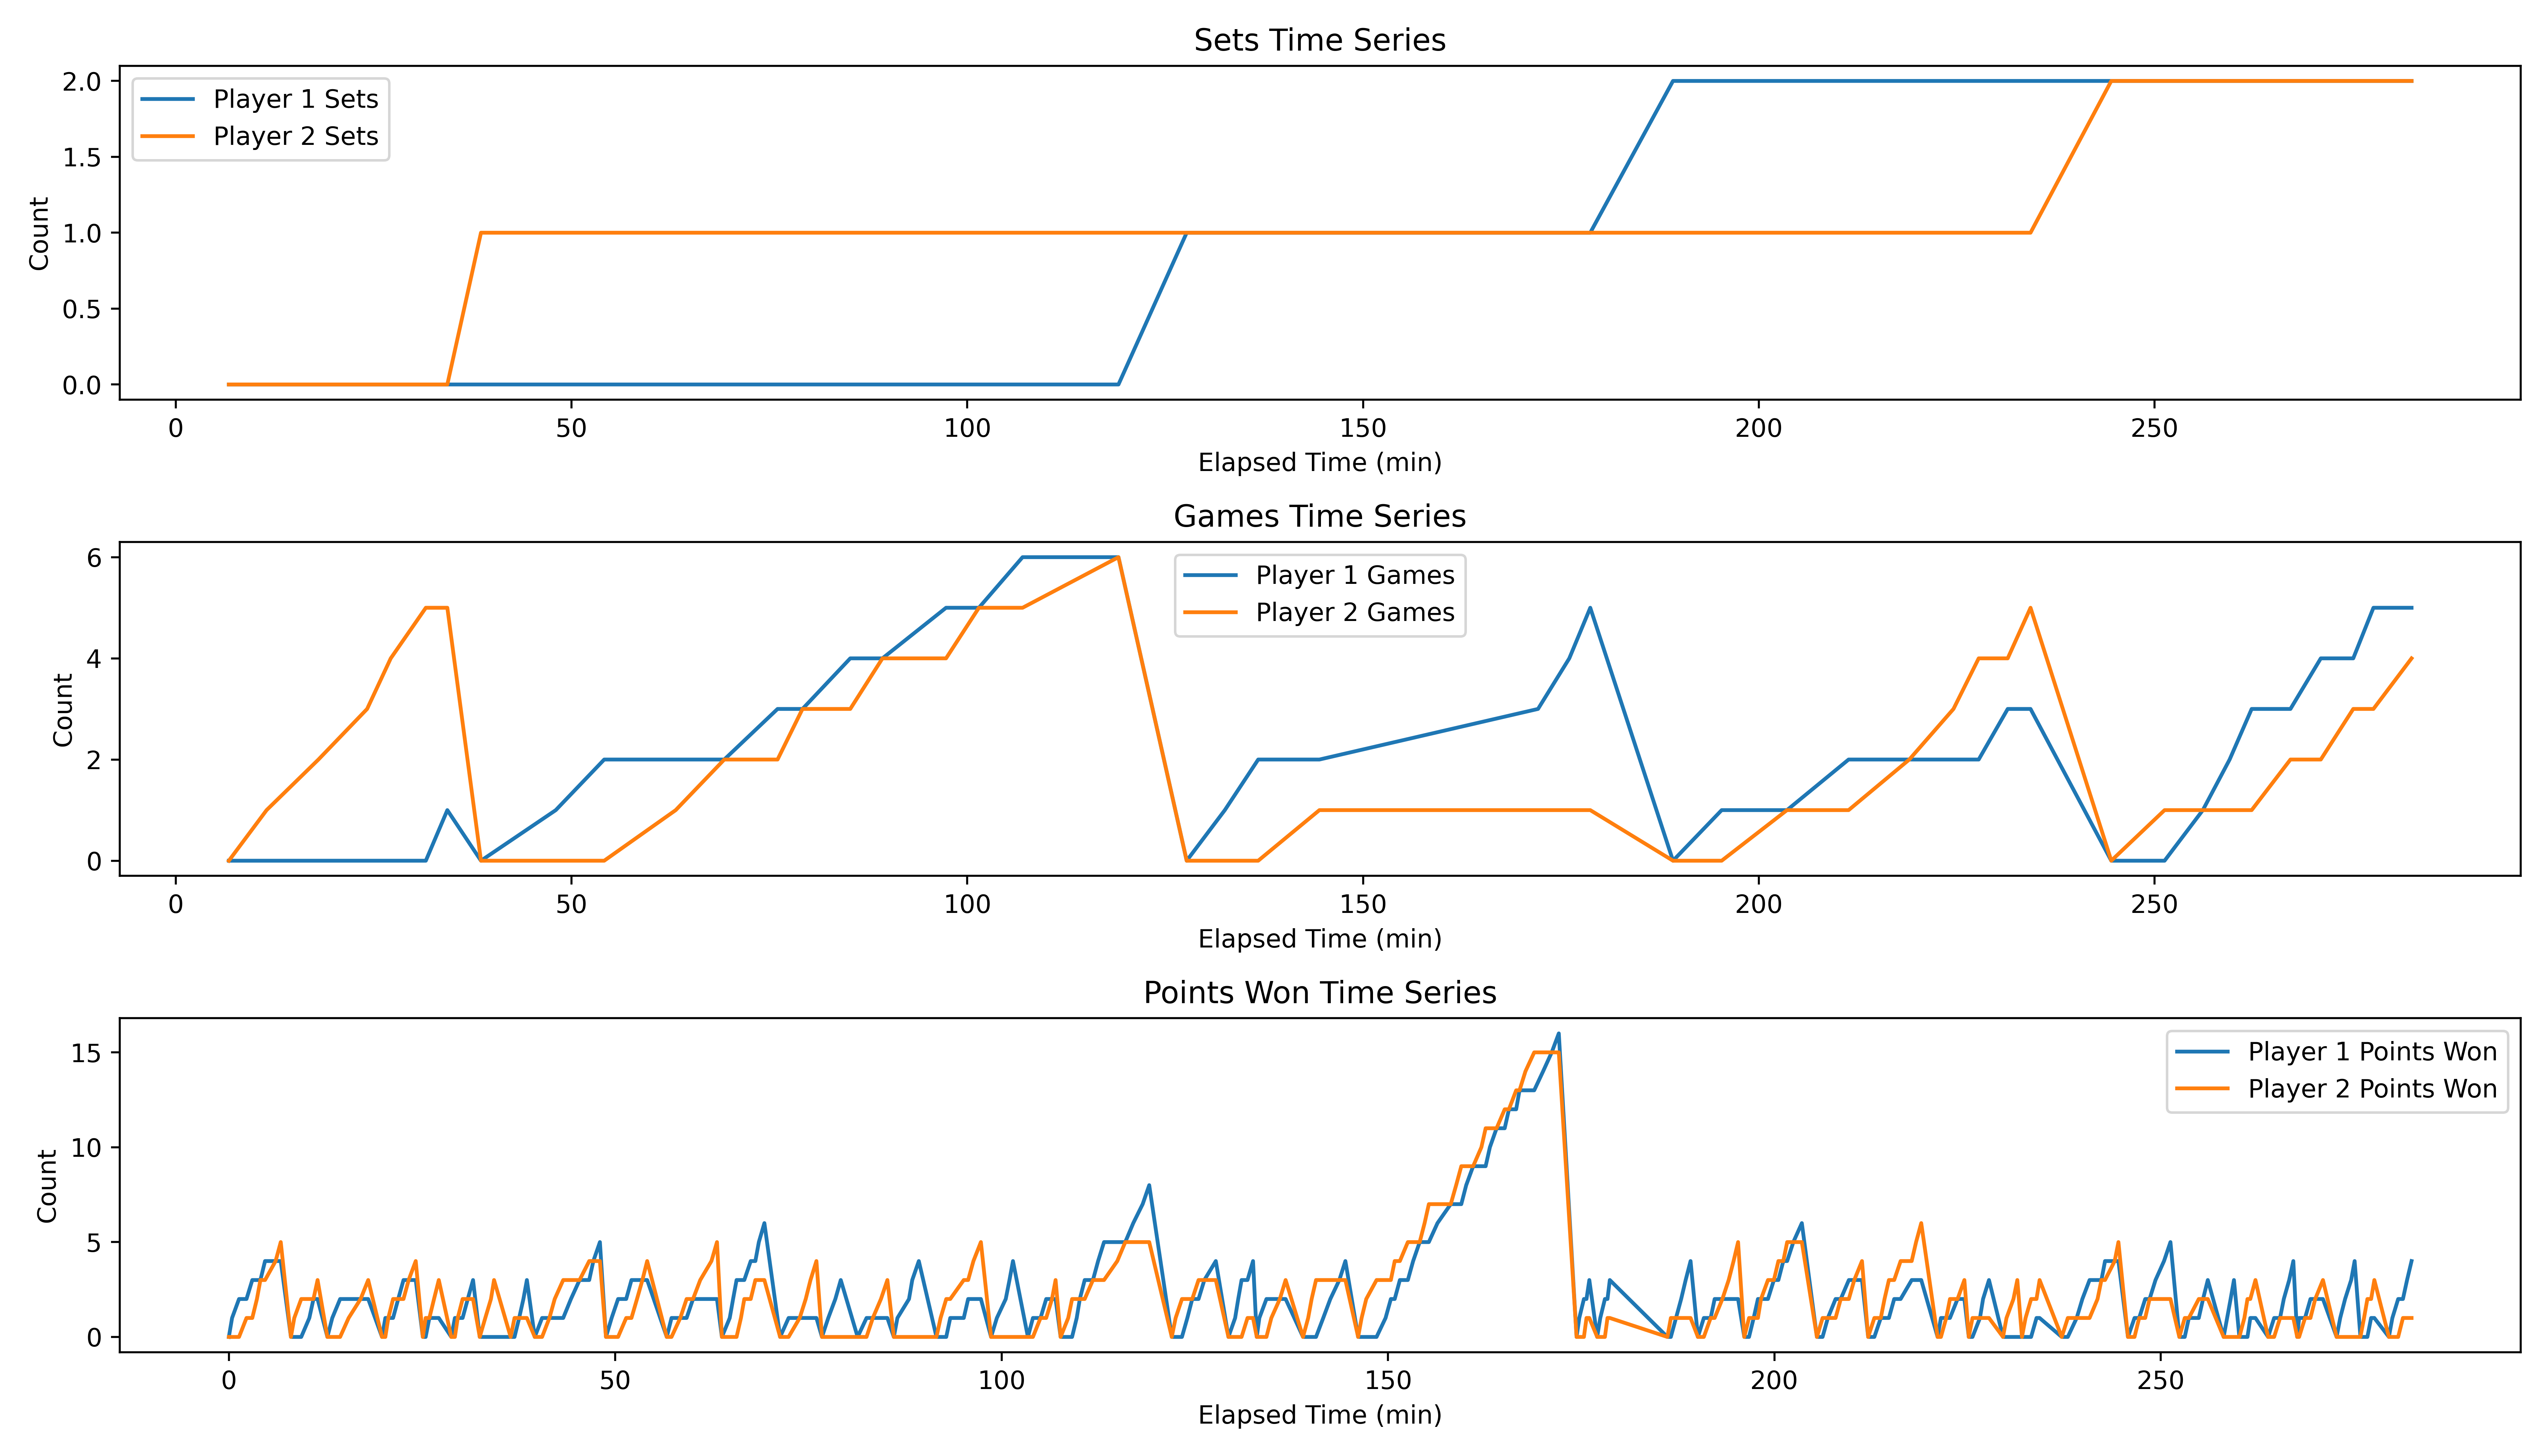 Sets Time Series
Player 1 Sets
Player 2 Sets
Count
2.0
1.5
1.0
0.5
0.0
0 50 100 150 200 250
Elapsed Time (min)
Games Time Series
Player 1 Games
Player 2 Games
Count
6
4
2
0
0 50 100 150 200 250
Elapsed Time (min)
Points Won Time Series
Player 1 Points Won
Player 2 Points Won
Count
15
10
5
0
0 50 100 150 200 250
Elapsed Time (min)